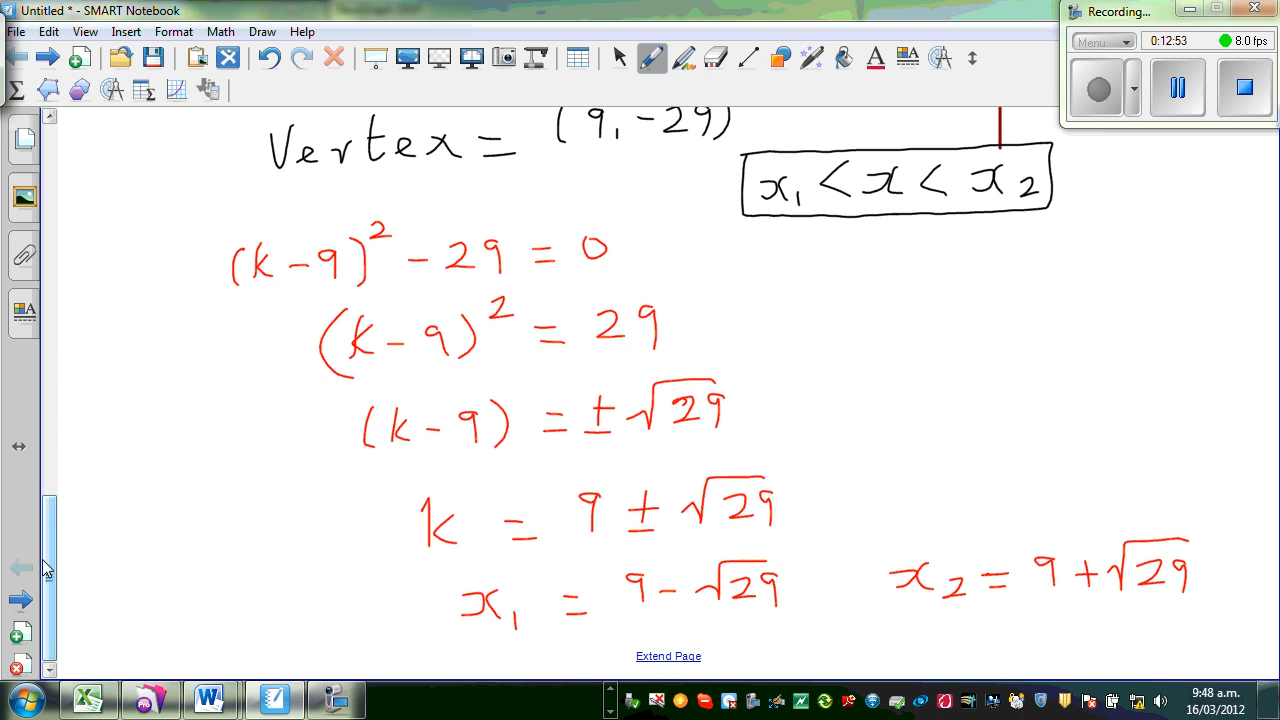 Untitled * - SMART Notebook
File Edit View Insert Format Math Draw Help
Recording...
Menu 0:12:53 8.0 fps
Vertex = (9, -29)
x₁ < x < x₂
(k - 9)² - 29 = 0
(k - 9)² = 29
(k - 9) = ± √29
k = 9 ± √29
x₁ = 9 - √29 x₂ = 9 + √29
Extend Page
9:48 a.m.
16/03/2012